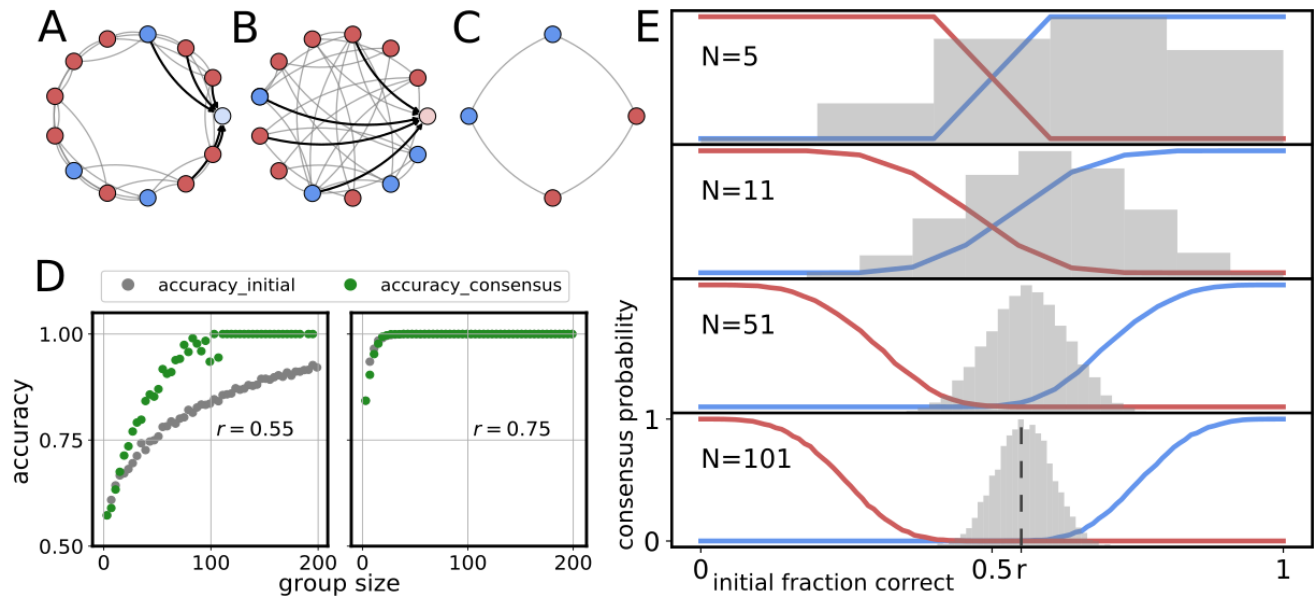 A
B
C
D
accuracy_initial
accuracy_consensus
accuracy
1.00
0.75
0.50
r = 0.55
r = 0.75
0
100
200
0
100
200
group size
E
N=5
N=11
N=51
N=101
consensus probability
1
0
0
0.5
r
1
initial fraction correct